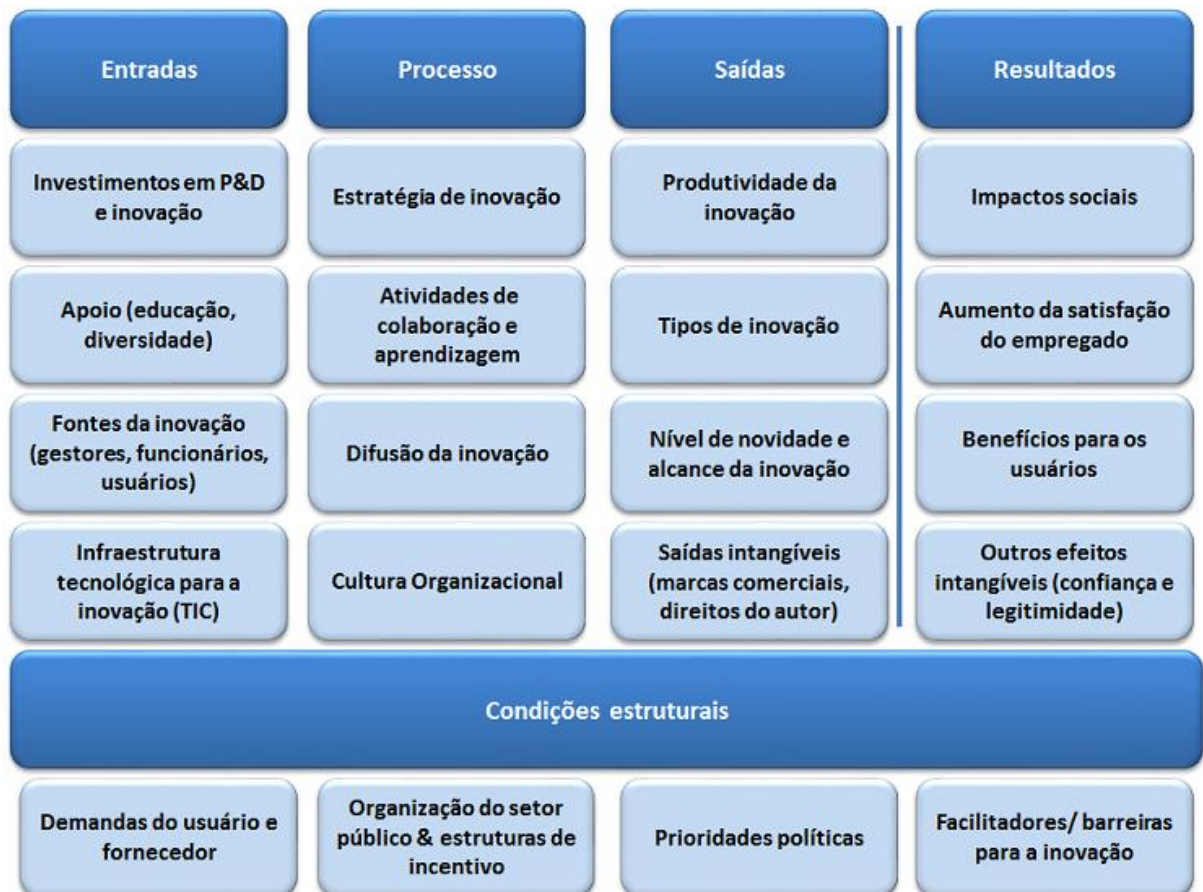 Entradas
Processo
Saídas
Resultados
Investimentos em P&D
e inovação
Estratégia de inovação
Produtividade da
inovação
Impactos sociais
Apoio (educação,
diversidade)
Atividades de
colaboração e
aprendizagem
Tipos de inovação
Aumento da satisfação
do empregado
Fontes da inovação
(gestores, funcionários,
usuários)
Difusão da inovação
Nível de novidade e
alcance da inovação
Benefícios para os
usuários
Infraestrutura
tecnológica para a
inovação (TIC)
Cultura Organizacional
Saídas intangíveis
(marcas comerciais,
direitos do autor)
Outros efeitos
intangíveis (confiança e
legitimidade)
Condições estruturais
Demandas do usuário e
fornecedor
Organização do setor
público & estruturas de
incentivo
Prioridades políticas
Facilitadores/ barreiras
para a inovação